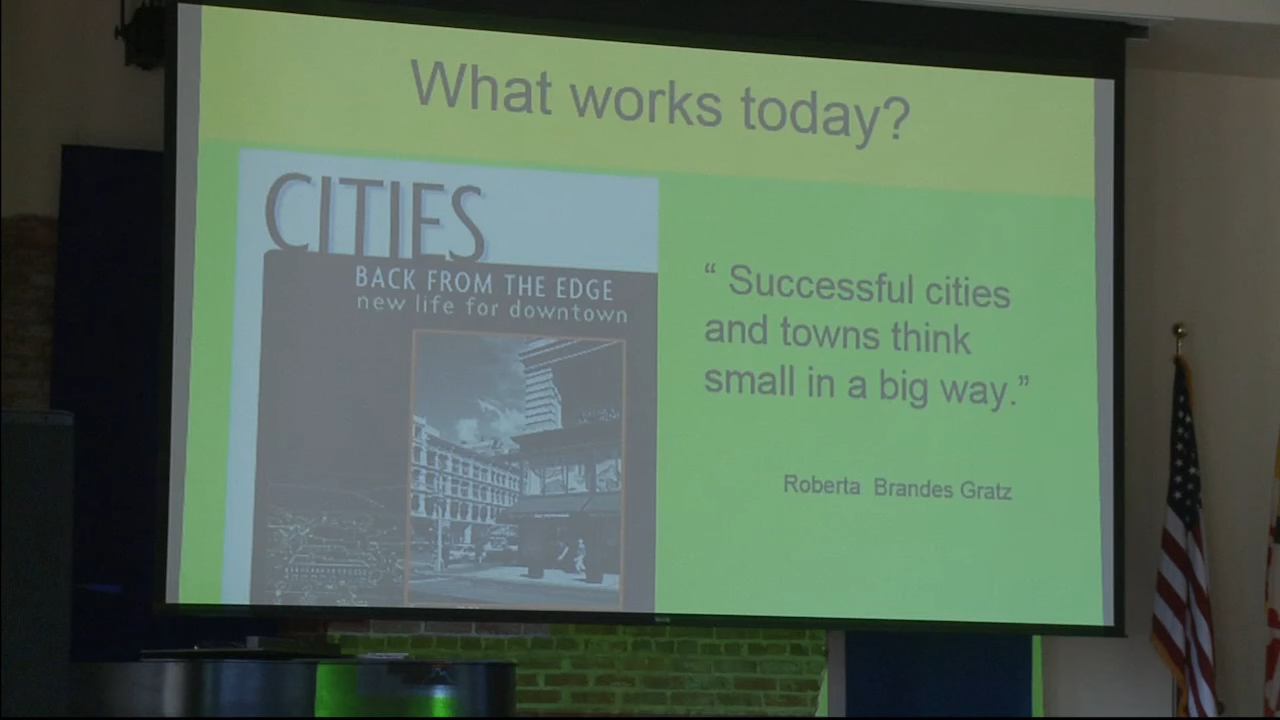 What works today?
CITIES
BACK FROM THE EDGE
new life for downtown
“ Successful cities
and towns think
small in a big way.”
Roberta Brandes Gratz